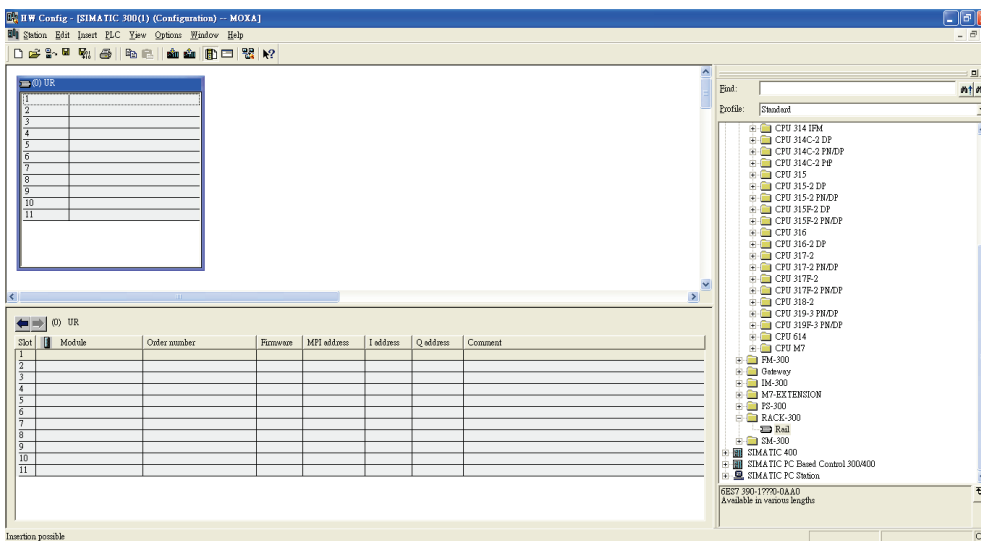 HW Config - [SIMATIC 300(1) (Configuration) -- MOXA]
Station Edit Insert PLC View Options Window Help
(0) UR
1
2
3
4
5
6
7
8
9
10
11
Find:
Profile: Standard
CPU 314 IFM
CPU 314C-2 DP
CPU 314C-2 PN/DP
CPU 314C-2 PtP
CPU 315
CPU 315-2 DP
CPU 315-2 PN/DP
CPU 315F-2 DP
CPU 315F-2 PN/DP
CPU 316
CPU 316-2 DP
CPU 317-2
CPU 317-2 PN/DP
CPU 317F-2
CPU 317F-2 PN/DP
CPU 318-2
CPU 319-3 PN/DP
CPU 319F-3 PN/DP
CPU 614
CPU M7
FM-300
Gateway
IM-300
M7-EXTENSION
PS-300
RACK-300
Rail
SM-300
SIMATIC 400
SIMATIC PC Based Control 300/400
SIMATIC PC Station
6ES7 390-1???0-0AA0
Available in various lengths
(0) UR
Slot Module Order number Firmware MPI address I address Q address Comment
1
2
3
4
5
6
7
8
9
10
11
Insertion possible